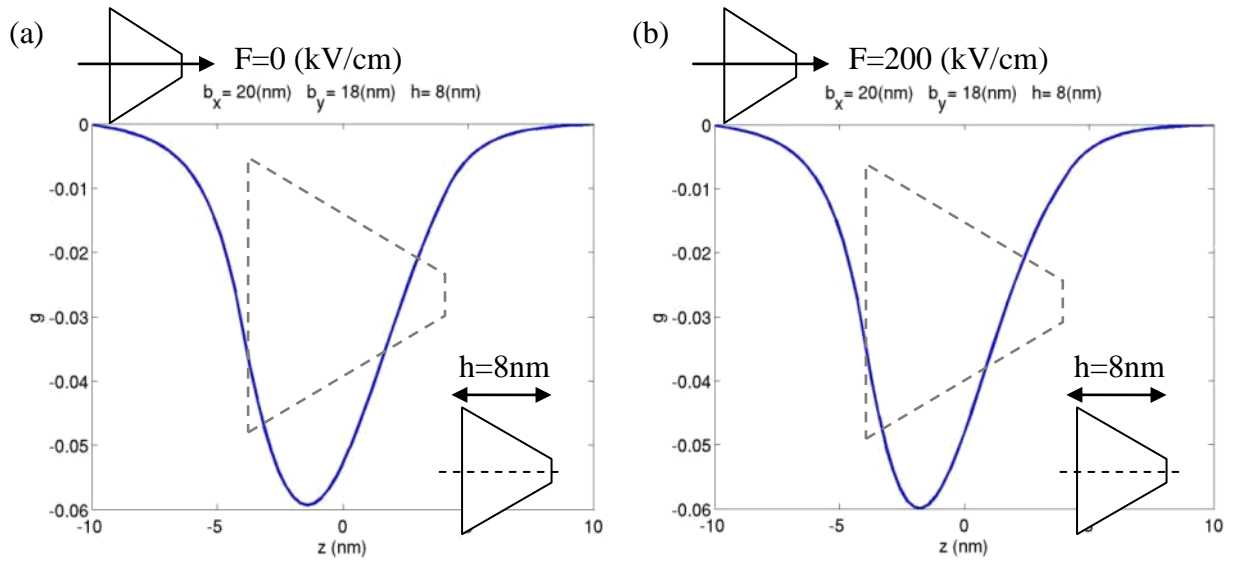 (a)
F=0 (kV/cm)
b_x = 20(nm) b_y = 18(nm) h= 8(nm)
0
-0.01
-0.02
-0.03
-0.04
-0.05
-0.06
g
h=8nm
-10
-5
0
10
z (nm)
(b)
F=200 (kV/cm)
b_x = 20(nm) b_y = 18(nm) h= 8(nm)
0
-0.01
-0.02
-0.03
-0.04
-0.05
-0.06
g
h=8nm
-10
-5
0
10
z (nm)